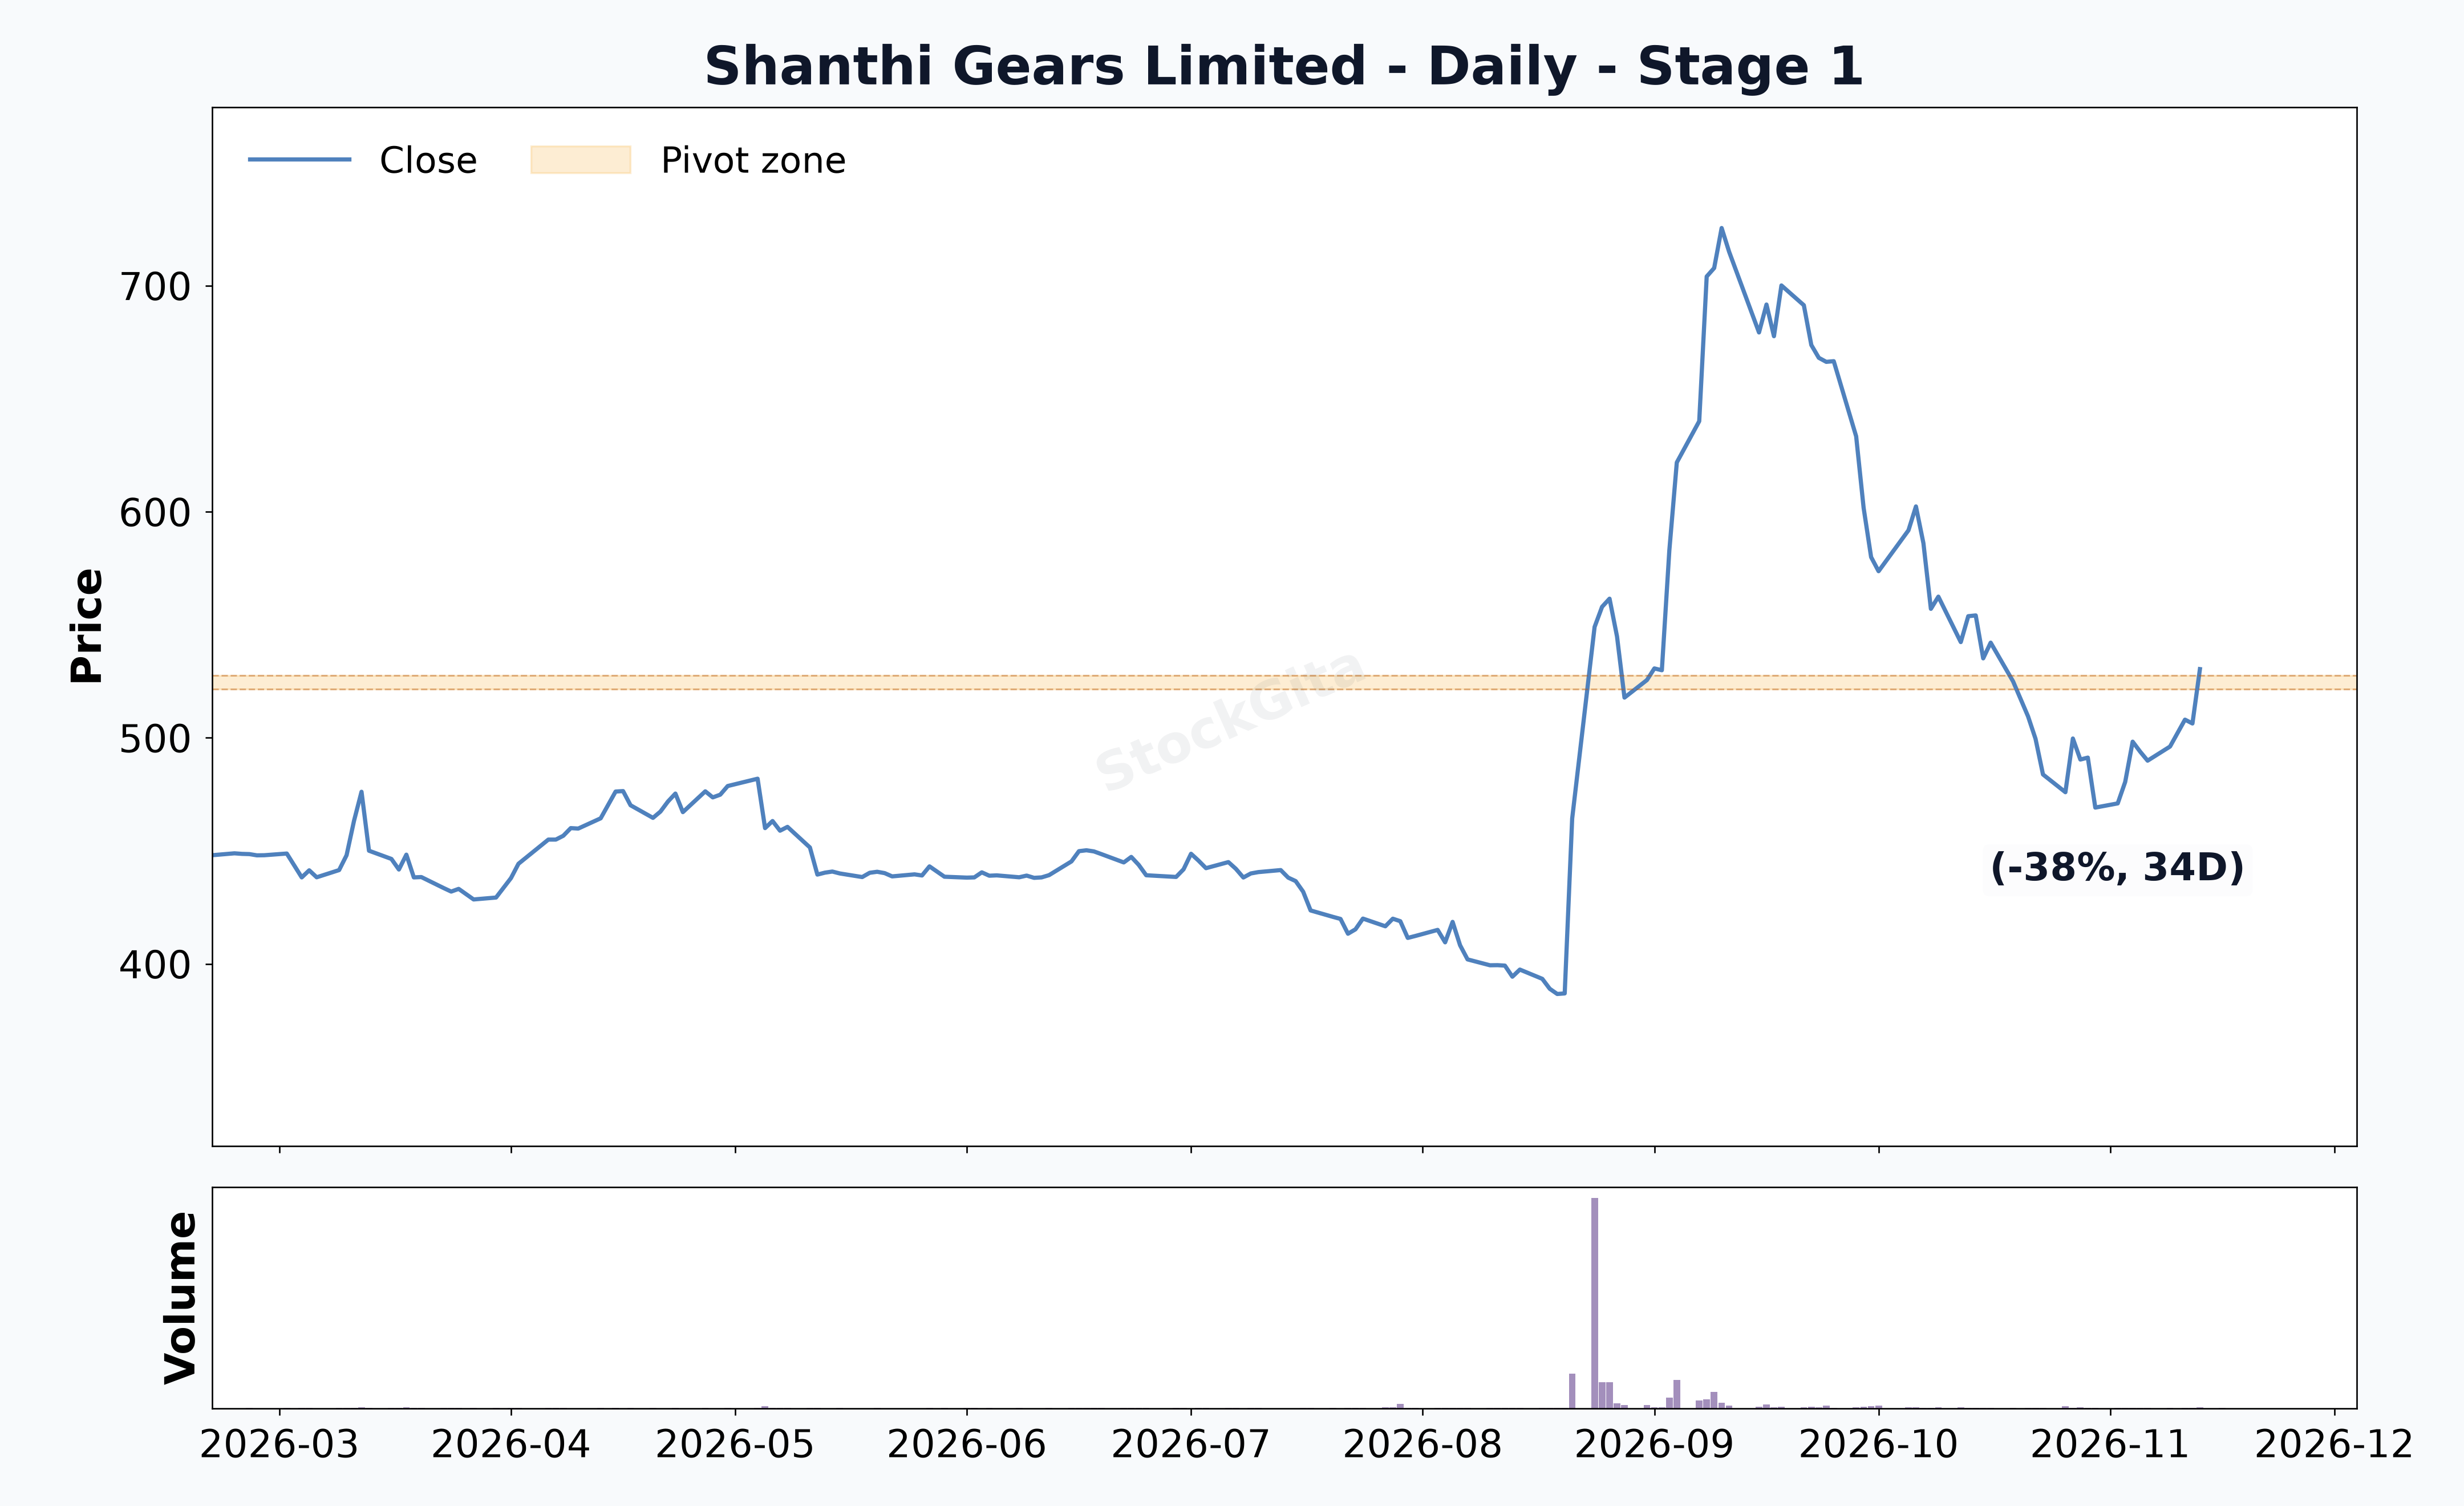 Shanthi Gears Limited - Daily - Stage 1
Close
Pivot zone
700
600
500
400
Price
StockGita
(-38%, 34D)
Volume
2026-03
2026-04
2026-05
2026-06
2026-07
2026-08
2026-09
2026-10
2026-11
2026-12